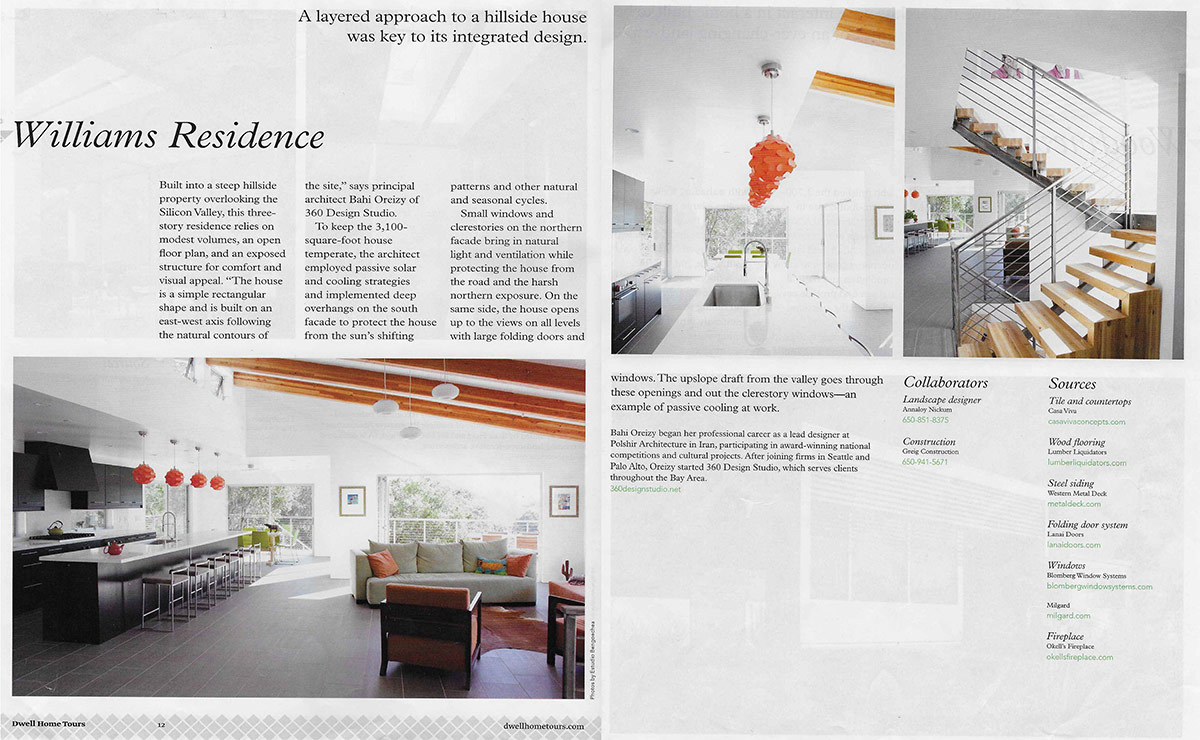 A layered approach to a hillside house
was key to its integrated design.
Williams Residence
Built into a steep hillside
property overlooking the
Silicon Valley, this three-
story residence relies on
modest volumes, an open
floor plan, and an exposed
structure for comfort and
visual appeal. “The house
is a simple rectangular
shape and is built on an
east-west axis following
the natural contours of
the site,” says principal
architect Bahi Oreizy of
360 Design Studio.
To keep the 3,100-
square-foot house
temperate, the architect
employed passive solar
and cooling strategies
and implemented deep
overhangs on the south
facade to protect the house
from the sun’s shifting
patterns and other natural
and seasonal cycles.
Small windows and
clerestories on the northern
facade bring in natural
light and ventilation while
protecting the house from
the road and the harsh
northern exposure. On the
same side, the house opens
up to the views on all levels
with large folding doors and
Photos by Estudio Bengoechea
Dwell Home Tours
12
dwellhometours.com
windows. The upslope draft from the valley goes through
these openings and out the clerestory windows—an
example of passive cooling at work.
Bahi Oreizy began her professional career as a lead designer at
Polshir Architecture in Iran, participating in award-winning national
competitions and cultural projects. After joining firms in Seattle and
Palo Alto, Oreizy started 360 Design Studio, which serves clients
throughout the Bay Area.
360designstudio.net
Collaborators
Landscape designer
Annaloy Nickum
650-851-8375
Construction
Greig Construction
650-941-5671
Sources
Tile and countertops
Casa Viva
casavivaconcepts.com
Wood flooring
Lumber Liquidators
lumberliquidators.com
Steel siding
Western Metal Deck
metaldeck.com
Folding door system
Lanai Doors
lanaidoors.com
Windows
Blomberg Window Systems
blombergwindowsystems.com
Milgard
milgard.com
Fireplace
Okell’s Fireplace
okellsfireplace.com